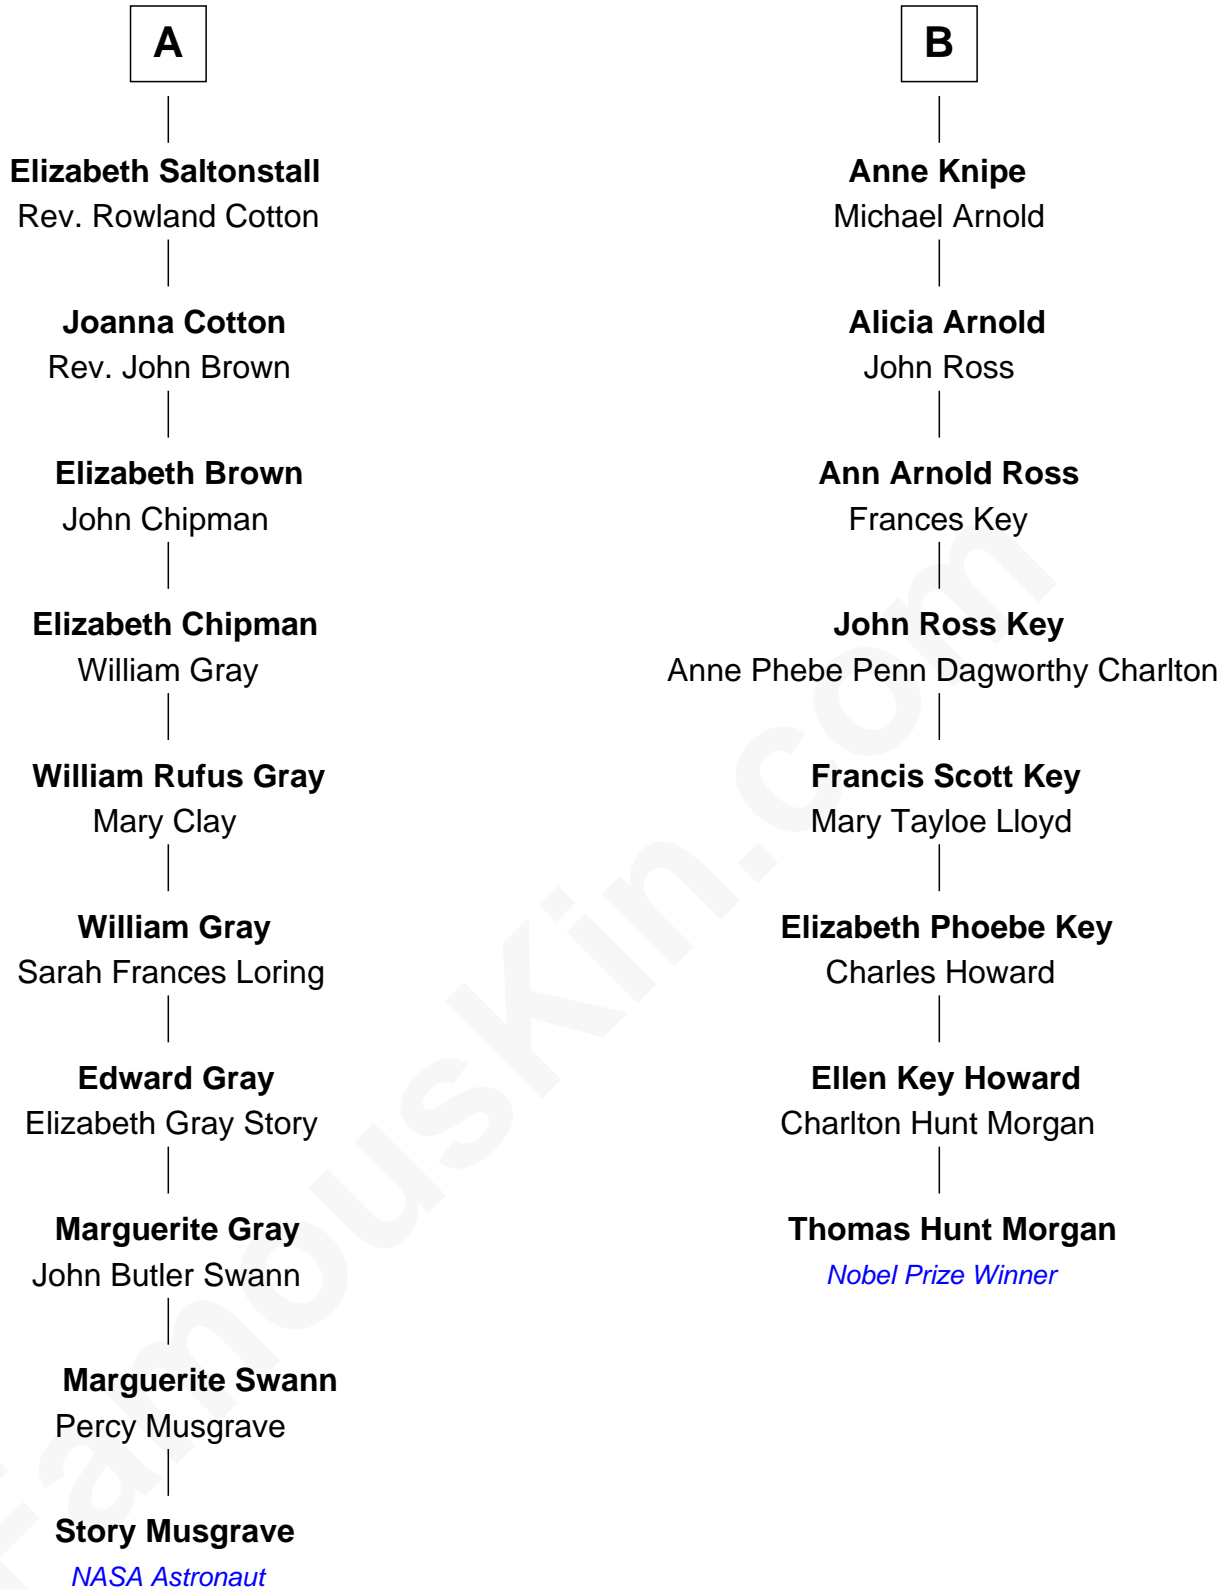 A
Elizabeth Saltonstall
Rev. Rowland Cotton
Joanna Cotton
Rev. John Brown
Elizabeth Brown
John Chipman
Elizabeth Chipman
William Gray
William Rufus Gray
Mary Clay
William Gray
Sarah Frances Loring
Edward Gray
Elizabeth Gray Story
Marguerite Gray
John Butler Swann
Marguerite Swann
Percy Musgrave
Story Musgrave
NASA Astronaut
B
Anne Knipe
Michael Arnold
Alicia Arnold
John Ross
Ann Arnold Ross
Frances Key
John Ross Key
Anne Phebe Penn Dagworthy Charlton
Francis Scott Key
Mary Tayloe Lloyd
Elizabeth Phoebe Key
Charles Howard
Ellen Key Howard
Charlton Hunt Morgan
Thomas Hunt Morgan
Nobel Prize Winner
FamousKin.com